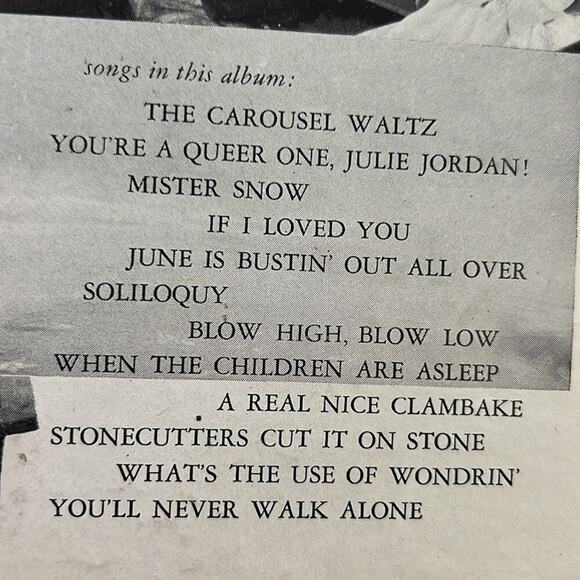 songs in this album:
THE CAROUSEL WALTZ
YOU'RE A QUEER ONE, JULIE JORDAN!
MISTER SNOW
IF I LOVED YOU
JUNE IS BUSTIN' OUT ALL OVER
SOLILOQUY
BLOW HIGH, BLOW LOW
WHEN THE CHILDREN ARE ASLEEP
A REAL NICE CLAMBAKE
STONECUTTERS CUT IT ON STONE
WHAT'S THE USE OF WONDRIN'
YOU'LL NEVER WALK ALONE